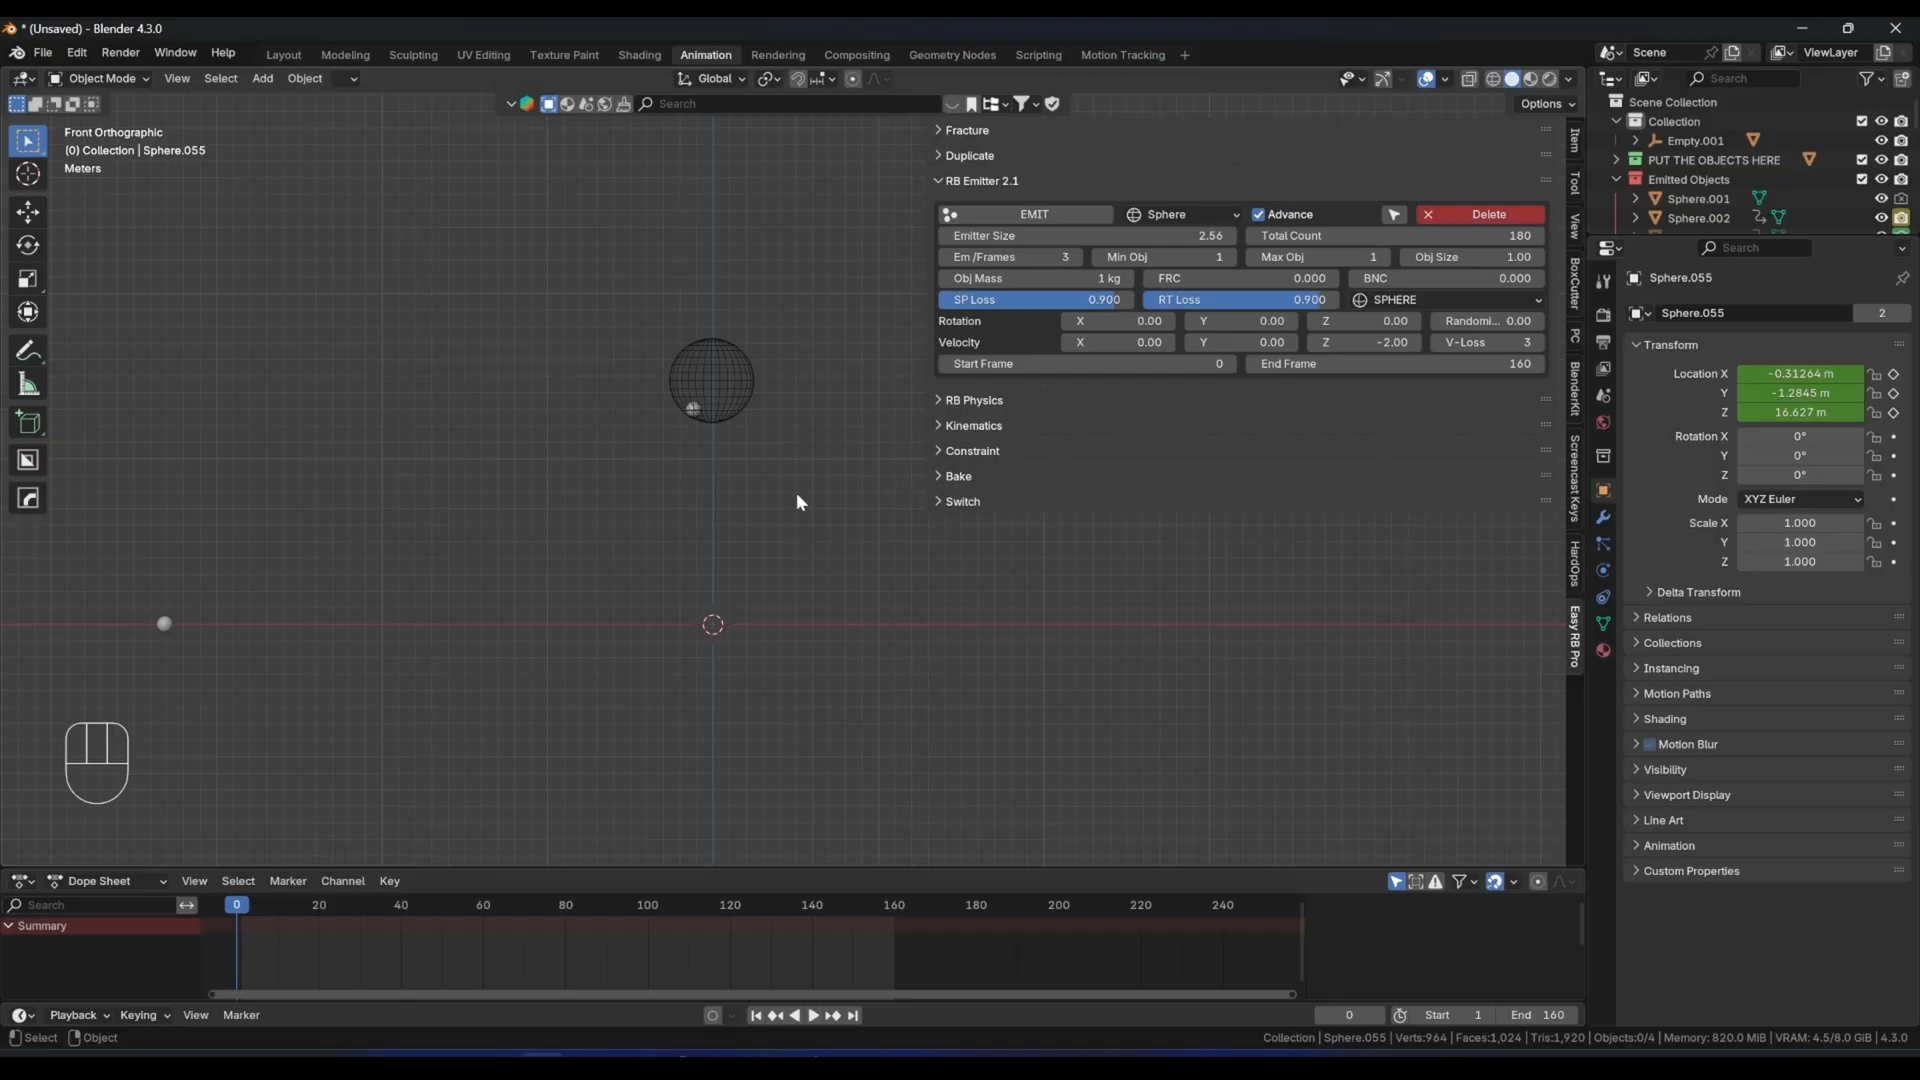 * (Unsaved) - Blender 4.3.0
File Edit Render Window Help Layout Modeling Sculpting UV Editing Texture Paint Shading Animation Rendering Compositing Geometry Nodes Scripting Motion Tracking + Scene ViewLayer
Object Mode View Select Add Object Global Search
Search Options
Front Orthographic
(0) Collection | Sphere.055
Meters
Fracture
Duplicate
RB Emitter 2.1
EMIT Sphere Advance Delete
Emitter Size 2.56 Total Count 180
Em /Frames 3 Min Obj 1 Max Obj 1 Obj Size 1.00
Obj Mass 1 kg FRC 0.000 BNC 0.000
SP Loss 0.900 RT Loss 0.900 SPHERE
Rotation X 0.00 Y 0.00 Z 0.00 Randomi... 0.00
Velocity X 0.00 Y 0.00 Z -2.00 V-Loss 3
Start Frame 0 End Frame 160
RB Physics
Kinematics
Constraint
Bake
Switch
Item
Tool
View
BoxCutter
PC
BlenderKit
Screencast Keys
HardOps
Easy RB Pro
Scene Collection
Collection
Empty.001
PUT THE OBJECTS HERE
Emitted Objects
Sphere.001
Sphere.002
Search
Sphere.055
Sphere.055 2
Transform
Location X -0.31264 m
Y -1.2845 m
Z 16.627 m
Rotation X 0°
Y 0°
Z 0°
Mode XYZ Euler
Scale X 1.000
Y 1.000
Z 1.000
Delta Transform
Relations
Collections
Instancing
Motion Paths
Shading
Motion Blur
Visibility
Viewport Display
Line Art
Animation
Custom Properties
Dope Sheet View Select Marker Channel Key
Search 0 20 40 60 80 100 120 140 160 180 200 220 240
Summary
Playback Keying View Marker 0 Start 1 End 160
Select Object Collection | Sphere.055 | Verts:964 | Faces:1,024 | Tris:1,920 | Objects:0/4 | Memory: 820.0 MiB | VRAM: 4.5/8.0 GiB | 4.3.0